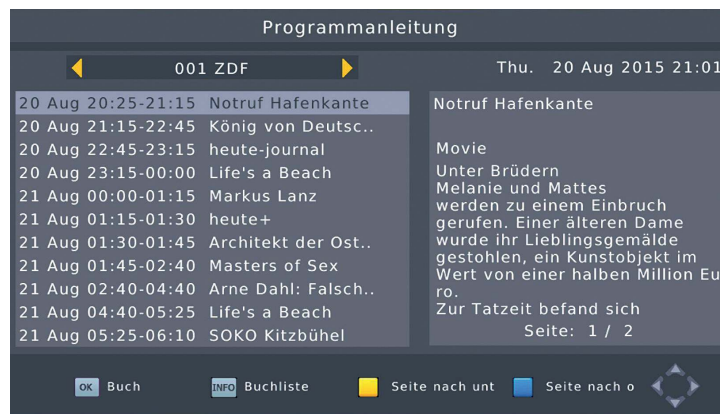 Programmanleitung
001 ZDF
Thu. 20 Aug 2015 21:01
20 Aug 20:25-21:15 Notruf Hafenkante
20 Aug 21:15-22:45 König von Deutsc..
20 Aug 22:45-23:15 heute-journal
20 Aug 23:15-00:00 Life's a Beach
21 Aug 00:00-01:15 Markus Lanz
21 Aug 01:15-01:30 heute+
21 Aug 01:30-01:45 Architekt der Ost..
21 Aug 01:45-02:40 Masters of Sex
21 Aug 02:40-04:40 Arne Dahl: Falsch..
21 Aug 04:40-05:25 Life's a Beach
21 Aug 05:25-06:10 SOKO Kitzbühel
Notruf Hafenkante
Movie
Unter Brüdern
Melanie und Mattes
werden zu einem Einbruch
gerufen. Einer älteren Dame
wurde ihr Lieblingsgemälde
gestohlen, ein Kunstobjekt im
Wert von einer halben Million Eu
ro.
Zur Tatzeit befand sich
Seite: 1 / 2
OK Buch
INFO Buchliste
Seite nach unt
Seite nach o